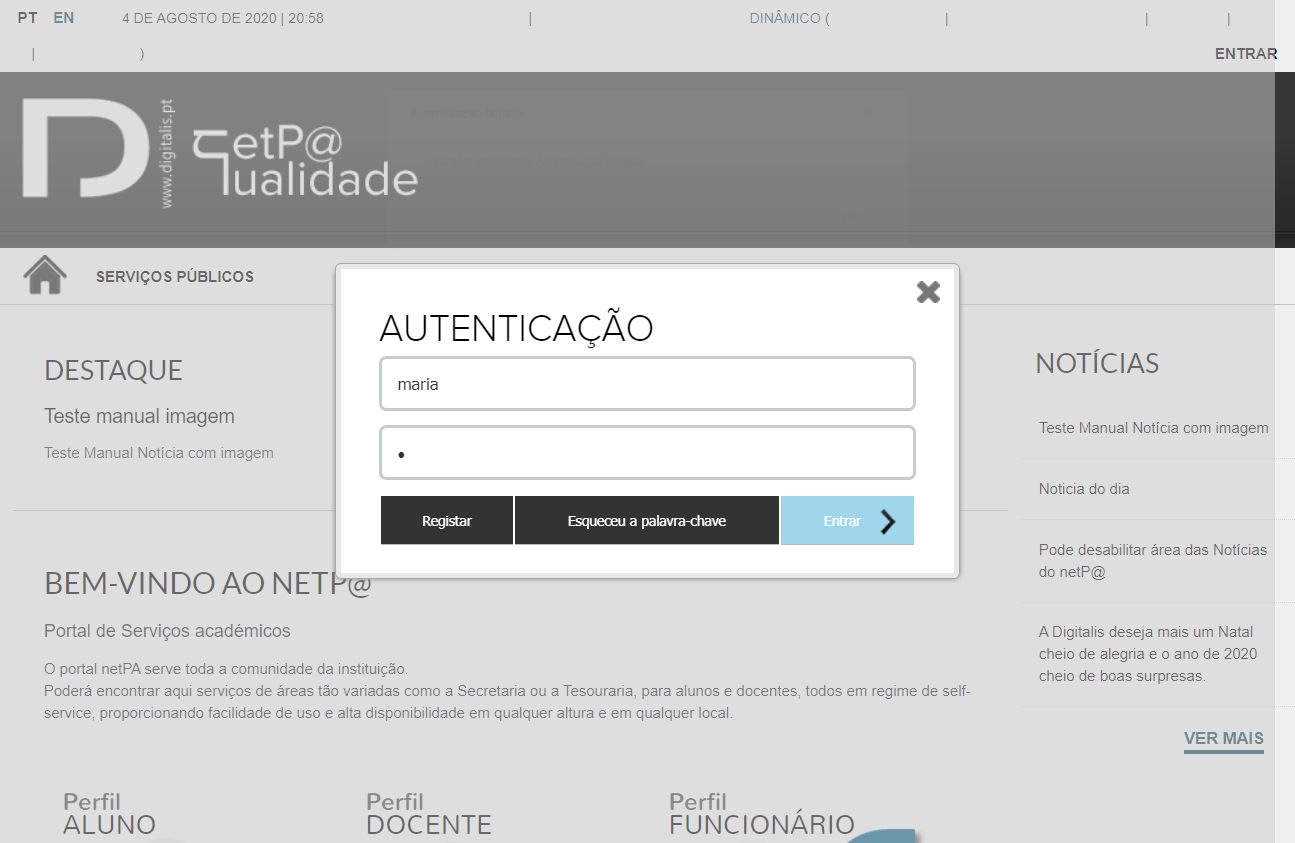 PT EN 4 DE AGOSTO DE 2020 | 20:58 | DINÂMICO ( | | |
| )
ENTRAR
www.digitalis.pt
netP@
qualidade
SERVIÇOS PÚBLICOS
AUTENTICAÇÃO
maria
•
Registar
Esqueceu a palavra-chave
Entrar
DESTAQUE
Teste manual imagem
Teste Manual Notícia com imagem
BEM-VINDO AO NETP@
Portal de Serviços académicos
O portal netPA serve toda a comunidade da instituição.
Poderá encontrar aqui serviços de áreas tão variadas como a Secretaria ou a Tesouraria, para alunos e docentes, todos em regime de self-
service, proporcionando facilidade de uso e alta disponibilidade em qualquer altura e em qualquer local.
Perfil
ALUNO
Perfil
DOCENTE
Perfil
FUNCIONÁRIO
NOTÍCIAS
Teste Manual Notícia com imagem
Noticia do dia
Pode desabilitar área das Notícias
do netP@
A Digitalis deseja mais um Natal
cheio de alegria e o ano de 2020
cheio de boas surpresas.
VER MAIS